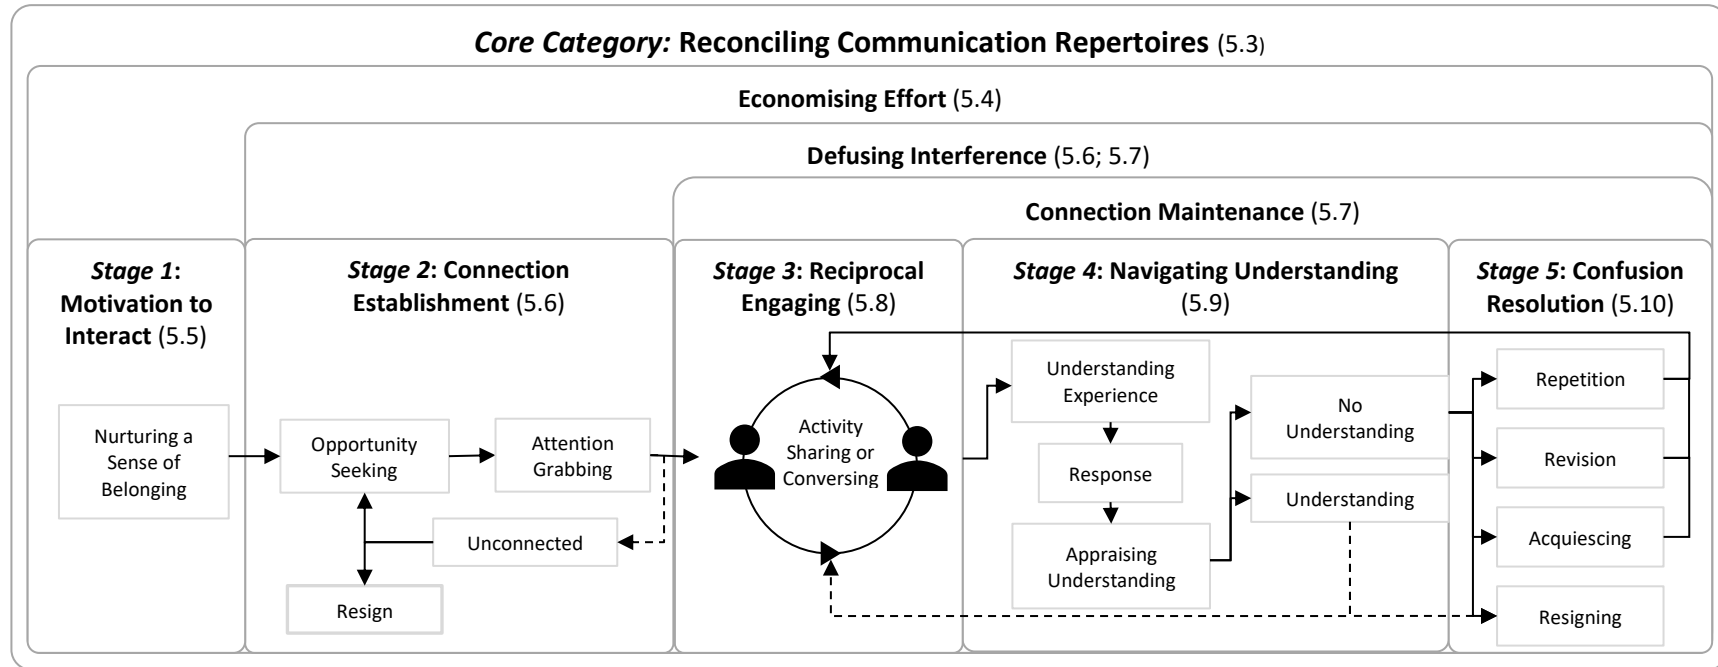 Core Category: Reconciling Communication Repertoires (5.3)
Economising Effort (5.4)
Defusing Interference (5.6; 5.7)
Connection Maintenance (5.7)
Stage 1:
Motivation to
Interact (5.5)
Stage 2: Connection
Establishment (5.6)
Stage 3: Reciprocal
Engaging (5.8)
Stage 4: Navigating Understanding
(5.9)
Stage 5: Confusion
Resolution (5.10)
Nurturing a
Sense of
Belonging
Opportunity
Seeking
Attention
Grabbing
Unconnected
Resign
Activity
Sharing or
Conversing
Understanding
Experience
Response
Appraising
Understanding
No
Understanding
Understanding
Repetition
Revision
Acquiescing
Resigning